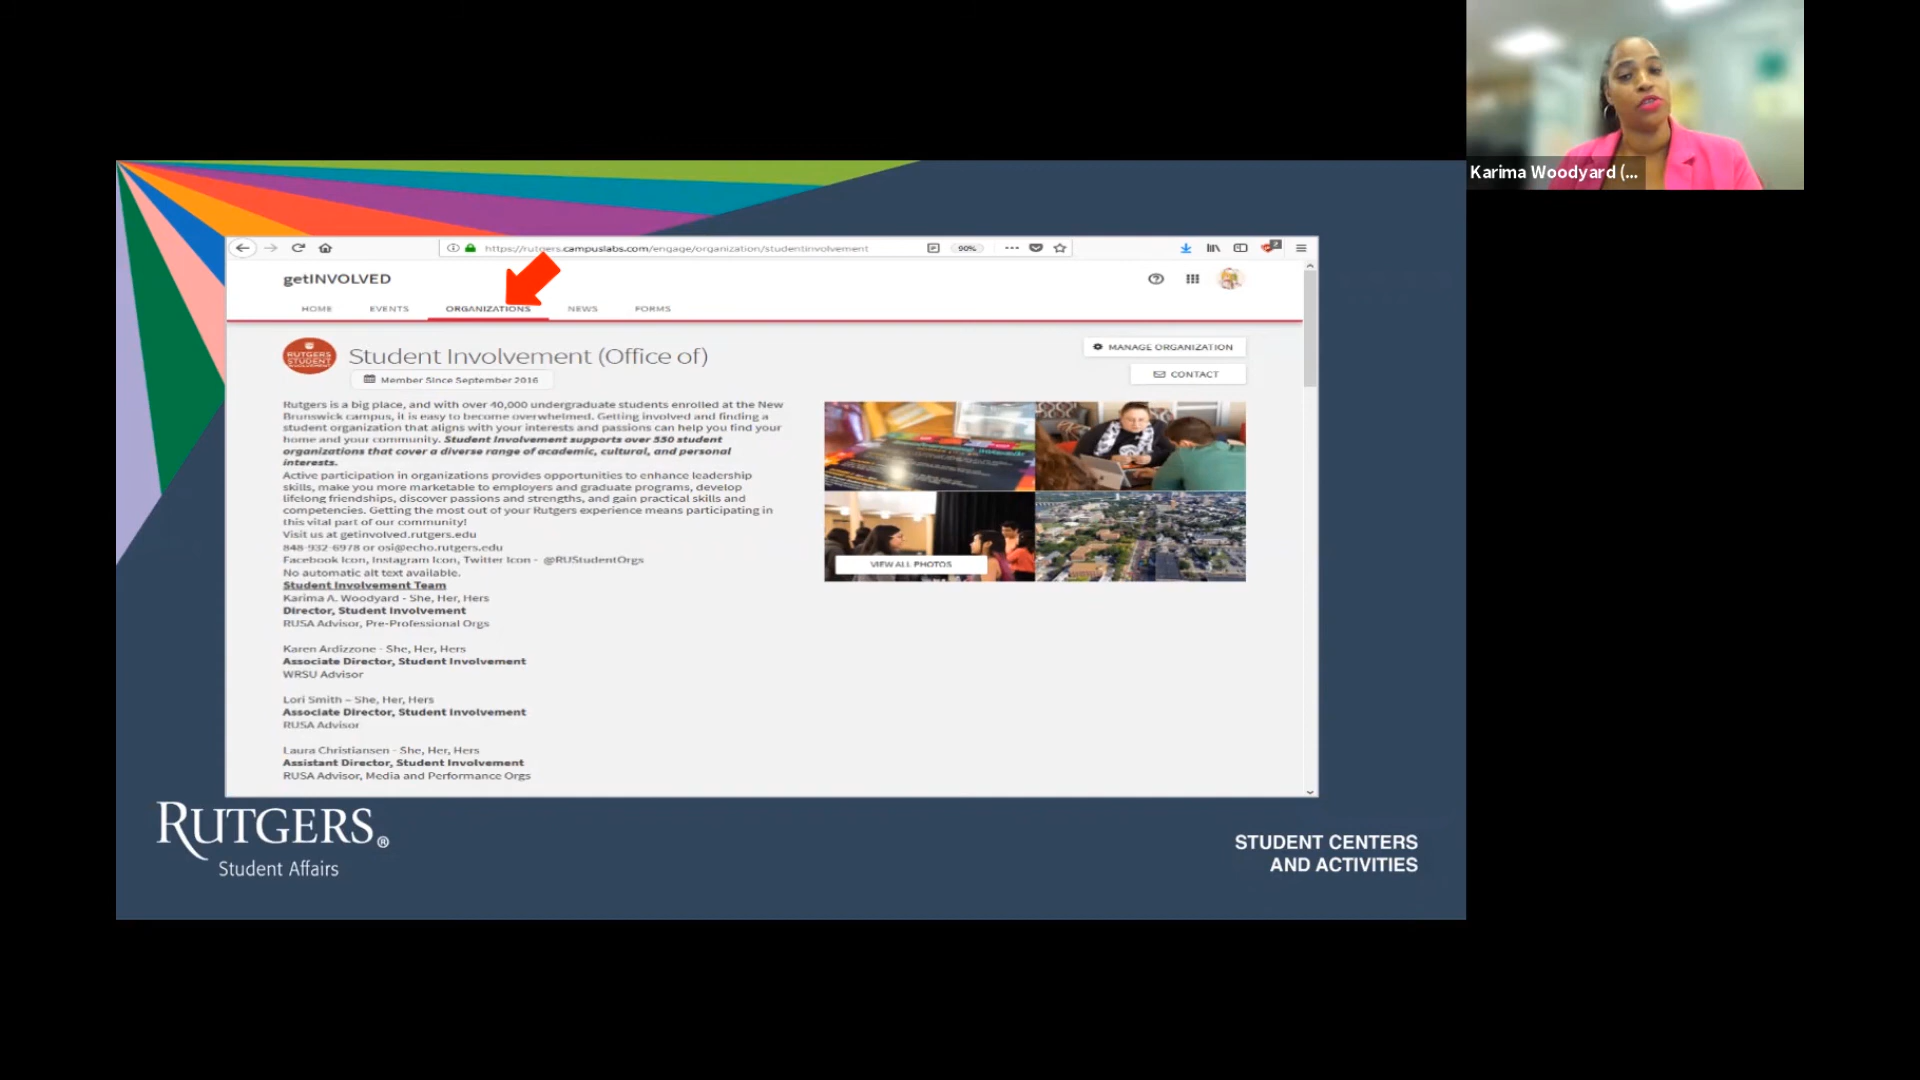 Karima Woodyard (...
https://rutgers.campuslabs.com/engage/organization/studentinvolvement
90%
2
getINVOLVED
HOME EVENTS ORGANIZATIONS NEWS FORMS
RUTGERS STUDENT INVOLVEMENT
Student Involvement (Office of)
Member Since September 2016
MANAGE ORGANIZATION
CONTACT
Rutgers is a big place, and with over 40,000 undergraduate students enrolled at the New
Brunswick campus, it is easy to become overwhelmed. Getting involved and finding a
student organization that aligns with your interests and passions can help you find your
home and your community. Student Involvement supports over 550 student
organizations that cover a diverse range of academic, cultural, and personal
interests.
Active participation in organizations provides opportunities to enhance leadership
skills, make you more marketable to employers and graduate programs, develop
lifelong friendships, discover passions and strengths, and gain practical skills and
competencies. Getting the most out of your Rutgers experience means participating in
this vital part of our community!
Visit us at getinvolved.rutgers.edu
848-932-6978 or osi@echo.rutgers.edu
Facebook Icon, Instagram Icon, Twitter Icon - @RUStudentOrgs
No automatic alt text available.
Student Involvement Team
Karima A. Woodyard - She, Her, Hers
Director, Student Involvement
RUSA Advisor, Pre-Professional Orgs
Karen Ardizzone - She, Her, Hers
Associate Director, Student Involvement
WRSU Advisor
Lori Smith – She, Her, Hers
Associate Director, Student Involvement
RUSA Advisor
Laura Christiansen - She, Her, Hers
Assistant Director, Student Involvement
RUSA Advisor, Media and Performance Orgs
VIEW ALL PHOTOS
RUTGERS®
Student Affairs
STUDENT CENTERS
AND ACTIVITIES